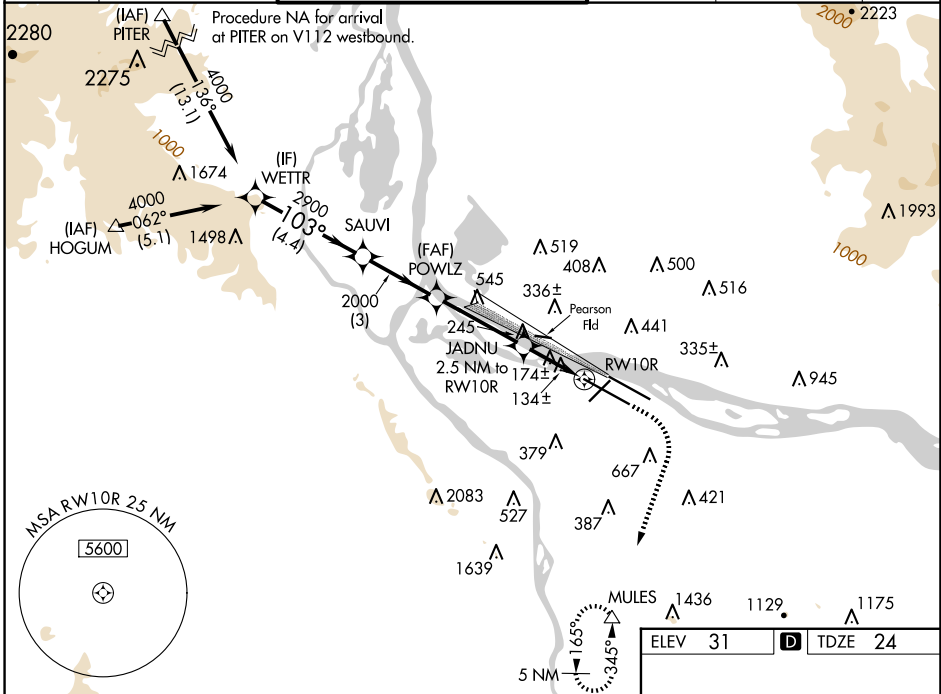 (IAF)
PITER
Procedure NA for arrival
at PITER on V112 westbound.
2280
2275
4000
136°
(13.1)
2000
2223
1000
1674
(IF)
WETTR
4000
062°
(5.1)
(IAF)
HOGUM
1498
2900
103°
(4.4)
SAUVI
1993
1000
(FAF)
POWLZ
2000
(3)
545
519
408
500
516
336±
Pearson
Fld
441
335±
245
JADNU
2.5 NM to
RW10R
174±
134±
RW10R
945
379
667
2083
527
387
421
1639
MSA RW10R 25 NM
5600
MULES
1436
1129
1175
165°
345°
5 NM
ELEV 31 D TDZE 24